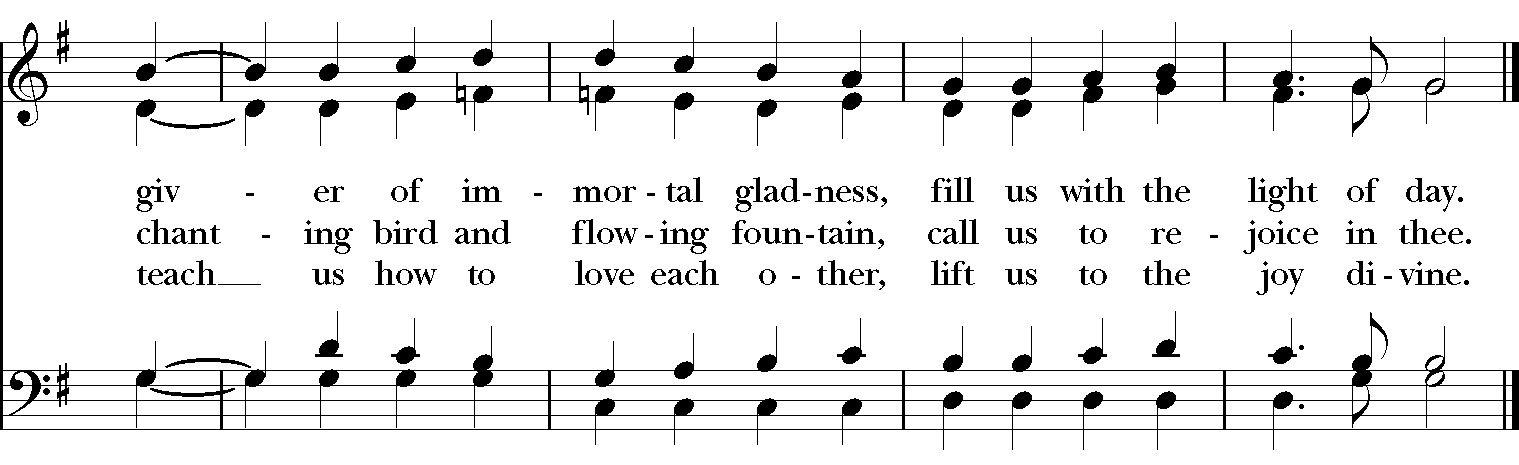 giv - er of im - mor - tal glad-ness, fill us with the light of day.
chant - ing bird and flow-ing foun-tain, call us to re - joice in thee.
teach__ us how to love each o - ther, lift us to the joy di-vine.